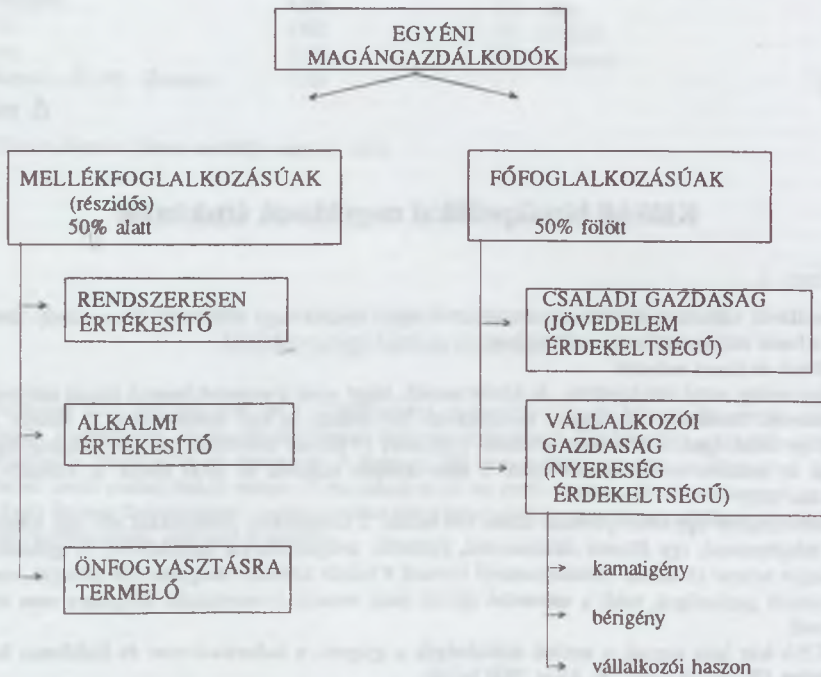 EGYÉNI
MAGÁNGAZDÁLKODÓK
MELLÉKFOGLALKOZÁSÚAK
(részidős)
50% alatt
RENDSZERESEN
ÉRTÉKESÍTŐ
ALKALMI
ÉRTÉKESÍTŐ
ÖNFOGYASZTÁSRA
TERMELŐ
FŐFOGLALKOZÁSÚAK
50% fölött
CSALÁDI GAZDASÁG
(JÖVEDELEM
ÉRDEKELTSÉGŰ)
VÁLLALKOZÓI
GAZDASÁG
(NYERESÉG
ÉRDEKELTSÉGŰ)
kamatigény
bérigény
vállalkozói haszon